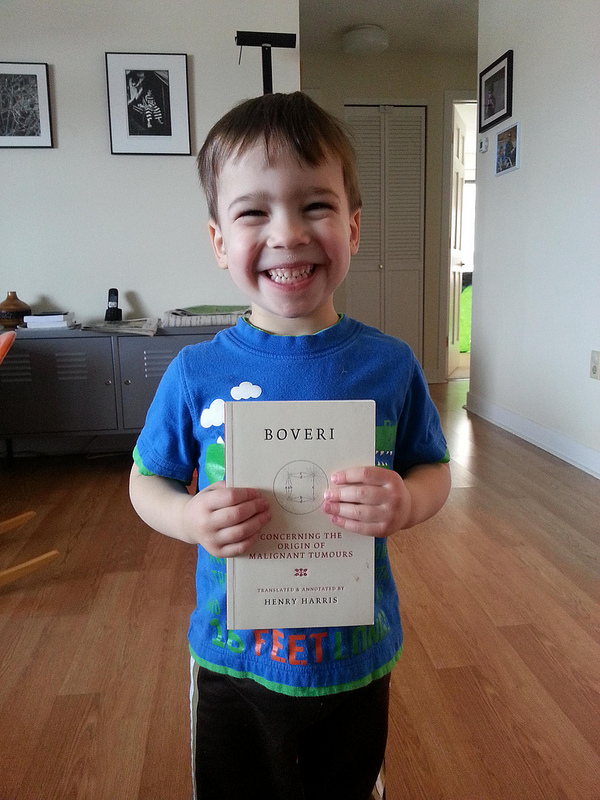 BOVERI
CONCERNING THE
ORIGIN OF
MALIGNANT TUMOURS
TRANSLATED & ANNOTATED BY
HENRY HARRIS
FEET